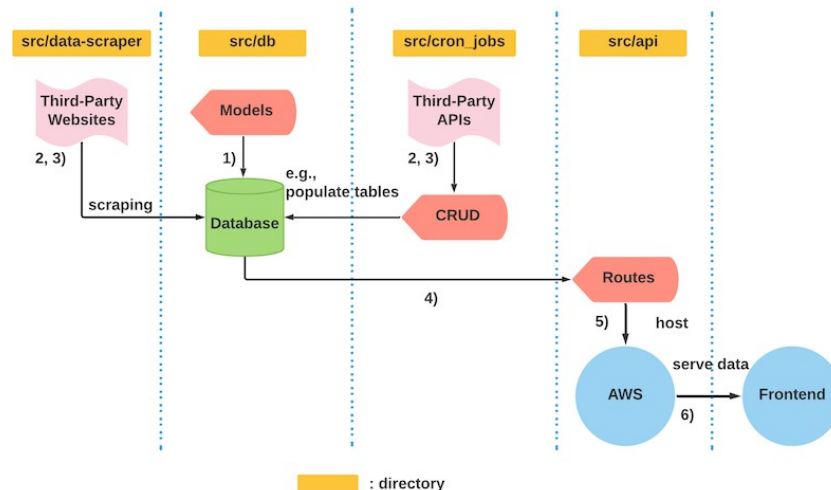 src/data-scraper
src/db
src/cron_jobs
src/api
Third-Party
Websites
Models
Third-Party
APIs
2, 3)
1)
e.g.,
populate tables
2, 3)
scraping
Database
CRUD
Routes
4)
5)
host
serve data
AWS
Frontend
6)
: directory